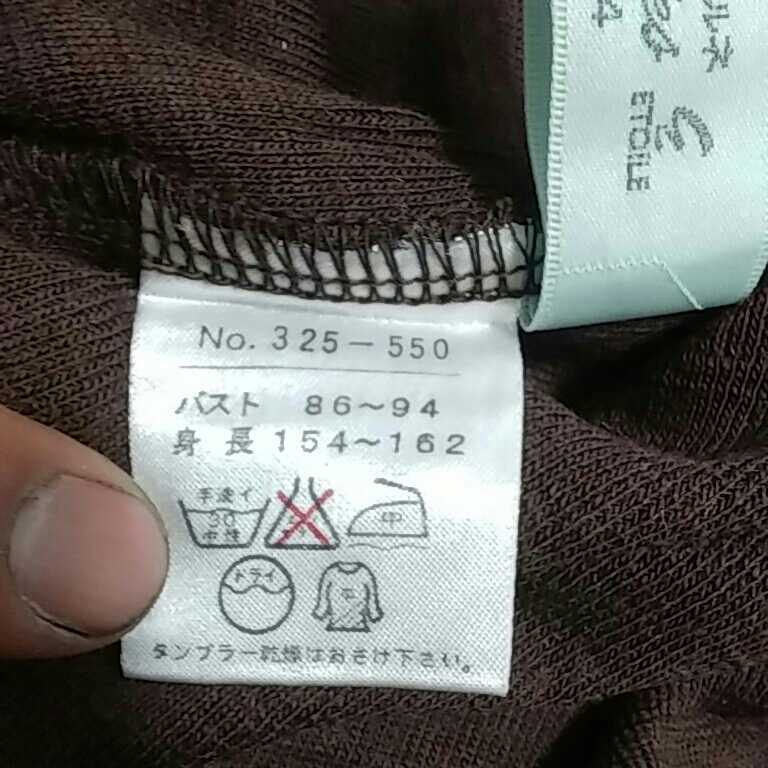 ETOILE
No. 325-550
バスト 86～94
身長 154～162
手洗イ
30
中性
中
ドライ
平
タンブラー乾燥はおさけ下さい。